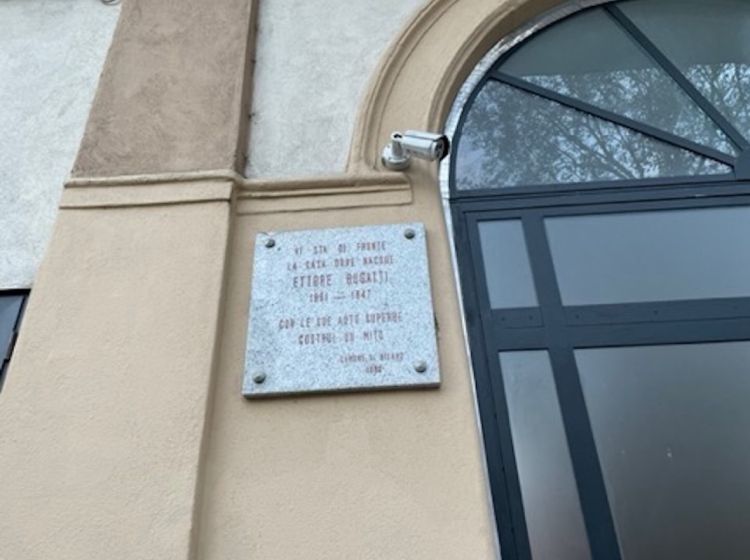 VI STA DI FRONTE
LA CASA DOVE NACQUE
ETTORE BUGATTI
1881 — 1947
CON LE SUE AUTO SUPERBE
COSTRUÌ UN MITO
COMUNE DI MILANO